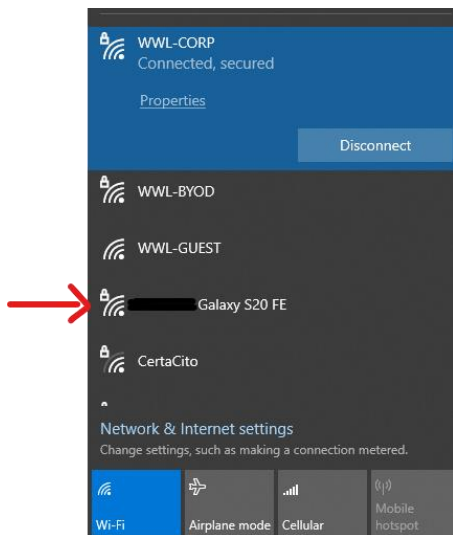 WWL-CORP
Connected, secured
Properties
Disconnect
WWL-BYOD
WWL-GUEST
Galaxy S20 FE
CertaCito
Network & Internet settings
Change settings, such as making a connection metered.
Wi-Fi
Airplane mode
Cellular
Mobile
hotspot